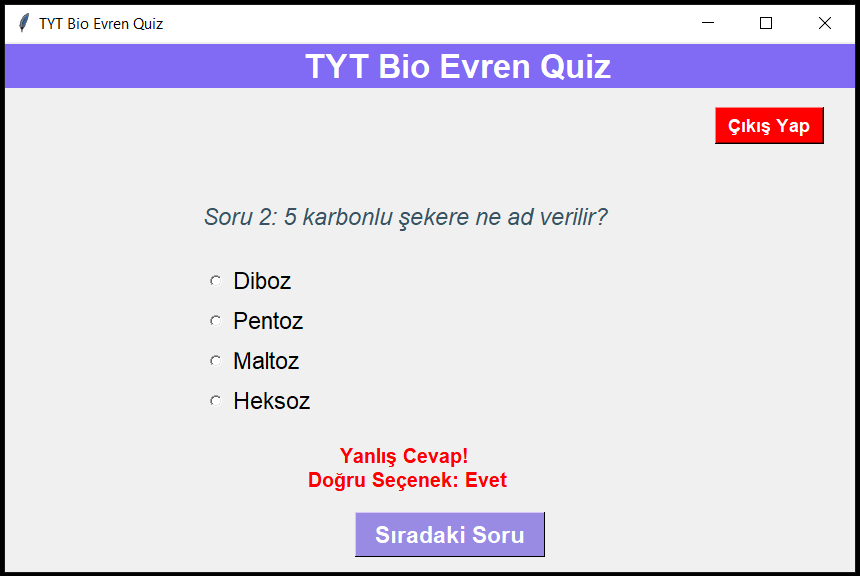 TYT Bio Evren Quiz
TYT Bio Evren Quiz
Çıkış Yap
Soru 2: 5 karbonlu şekere ne ad verilir?
Diboz
Pentoz
Maltoz
Heksoz
Yanlış Cevap!
Doğru Seçenek: Evet
Sıradaki Soru